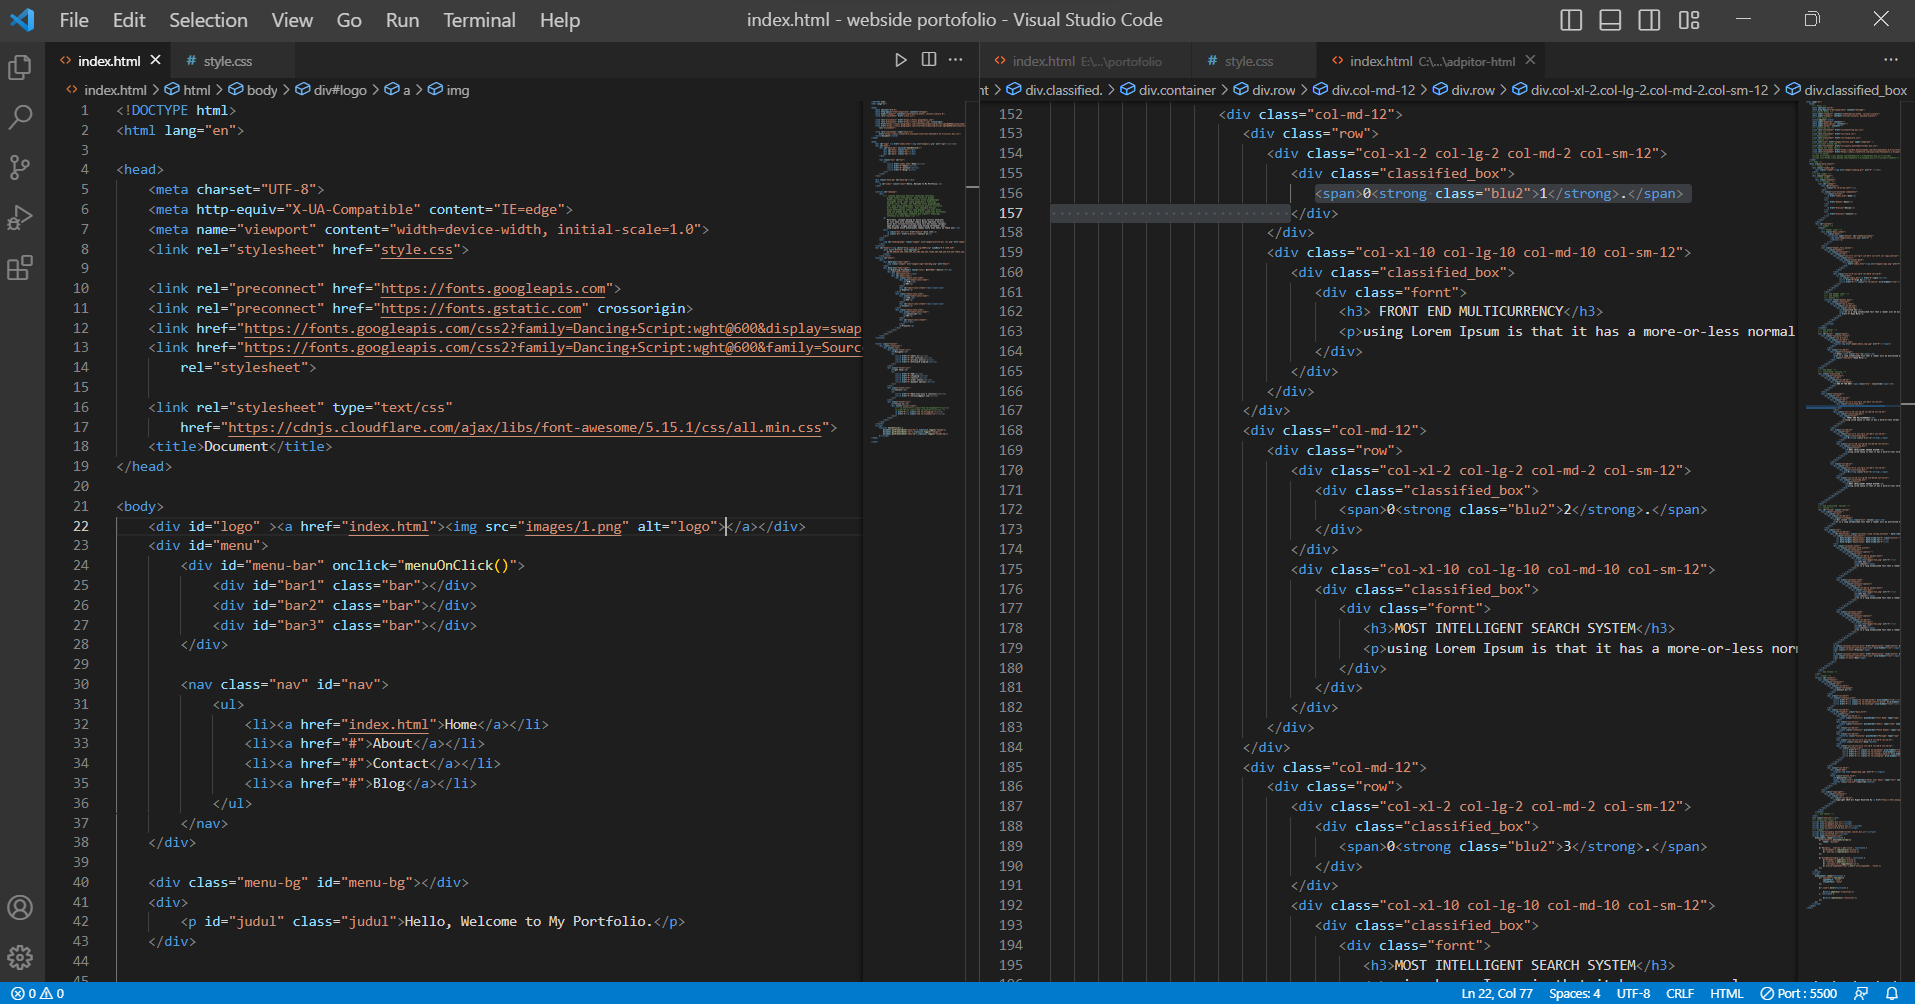 File Edit Selection View Go Run Terminal Help
index.html - webside portofolio - Visual Studio Code
index.html
# style.css
index.html > html > body > div#logo > a > img
1 <!DOCTYPE html>
2 <html lang="en">
3
4 <head>
5 <meta charset="UTF-8">
6 <meta http-equiv="X-UA-Compatible" content="IE=edge">
7 <meta name="viewport" content="width=device-width, initial-scale=1.0">
8 <link rel="stylesheet" href="style.css">
9
10 <link rel="preconnect" href="https://fonts.googleapis.com">
11 <link rel="preconnect" href="https://fonts.gstatic.com" crossorigin>
12 <link href="https://fonts.googleapis.com/css2?family=Dancing+Script:wght@600&display=swap
13 <link href="https://fonts.googleapis.com/css2?family=Dancing+Script:wght@600&family=Sourc
14 rel="stylesheet">
15
16 <link rel="stylesheet" type="text/css"
17 href="https://cdnjs.cloudflare.com/ajax/libs/font-awesome/5.15.1/css/all.min.css">
18 <title>Document</title>
19 </head>
20
21 <body>
22 <div id="logo" ><a href="index.html"><img src="images/1.png" alt="logo"></a></div>
23 <div id="menu">
24 <div id="menu-bar" onclick="menuOnClick()">
25 <div id="bar1" class="bar"></div>
26 <div id="bar2" class="bar"></div>
27 <div id="bar3" class="bar"></div>
28 </div>
29
30 <nav class="nav" id="nav">
31 <ul>
32 <li><a href="index.html">Home</a></li>
33 <li><a href="#">About</a></li>
34 <li><a href="#">Contact</a></li>
35 <li><a href="#">Blog</a></li>
36 </ul>
37 </nav>
38 </div>
39
40 <div class="menu-bg" id="menu-bg"></div>
41 <div>
42 <p id="judul" class="judul">Hello, Welcome to My Portfolio.</p>
43 </div>
44
45
index.html E:\...\portofolio
# style.css
index.html C:\...\adpitor-html
nt > div.classified. > div.container > div.row > div.col-md-12 > div.row > div.col-xl-2.col-lg-2.col-md-2.col-sm-12 > div.classified_box
152 <div class="col-md-12">
153 <div class="row">
154 <div class="col-xl-2 col-lg-2 col-md-2 col-sm-12">
155 <div class="classified_box">
156 <span>0<strong class="blu2">1</strong>.</span>
157 </div>
158 </div>
159 <div class="col-xl-10 col-lg-10 col-md-10 col-sm-12">
160 <div class="classified_box">
161 <div class="fornt">
162 <h3> FRONT END MULTICURRENCY</h3>
163 <p>using Lorem Ipsum is that it has a more-or-less normal
164 </div>
165 </div>
166 </div>
167 </div>
168 <div class="col-md-12">
169 <div class="row">
170 <div class="col-xl-2 col-lg-2 col-md-2 col-sm-12">
171 <div class="classified_box">
172 <span>0<strong class="blu2">2</strong>.</span>
173 </div>
174 </div>
175 <div class="col-xl-10 col-lg-10 col-md-10 col-sm-12">
176 <div class="classified_box">
177 <div class="fornt">
178 <h3>MOST INTELLIGENT SEARCH SYSTEM</h3>
179 <p>using Lorem Ipsum is that it has a more-or-less nor
180 </div>
181 </div>
182 </div>
183 </div>
184 </div>
185 <div class="col-md-12">
186 <div class="row">
187 <div class="col-xl-2 col-lg-2 col-md-2 col-sm-12">
188 <div class="classified_box">
189 <span>0<strong class="blu2">3</strong>.</span>
190 </div>
191 </div>
192 <div class="col-xl-10 col-lg-10 col-md-10 col-sm-12">
193 <div class="classified_box">
194 <div class="fornt">
195 <h3>MOST INTELLIGENT SEARCH SYSTEM</h3>
0 0
Ln 22, Col 77 Spaces: 4 UTF-8 CRLF HTML Port : 5500